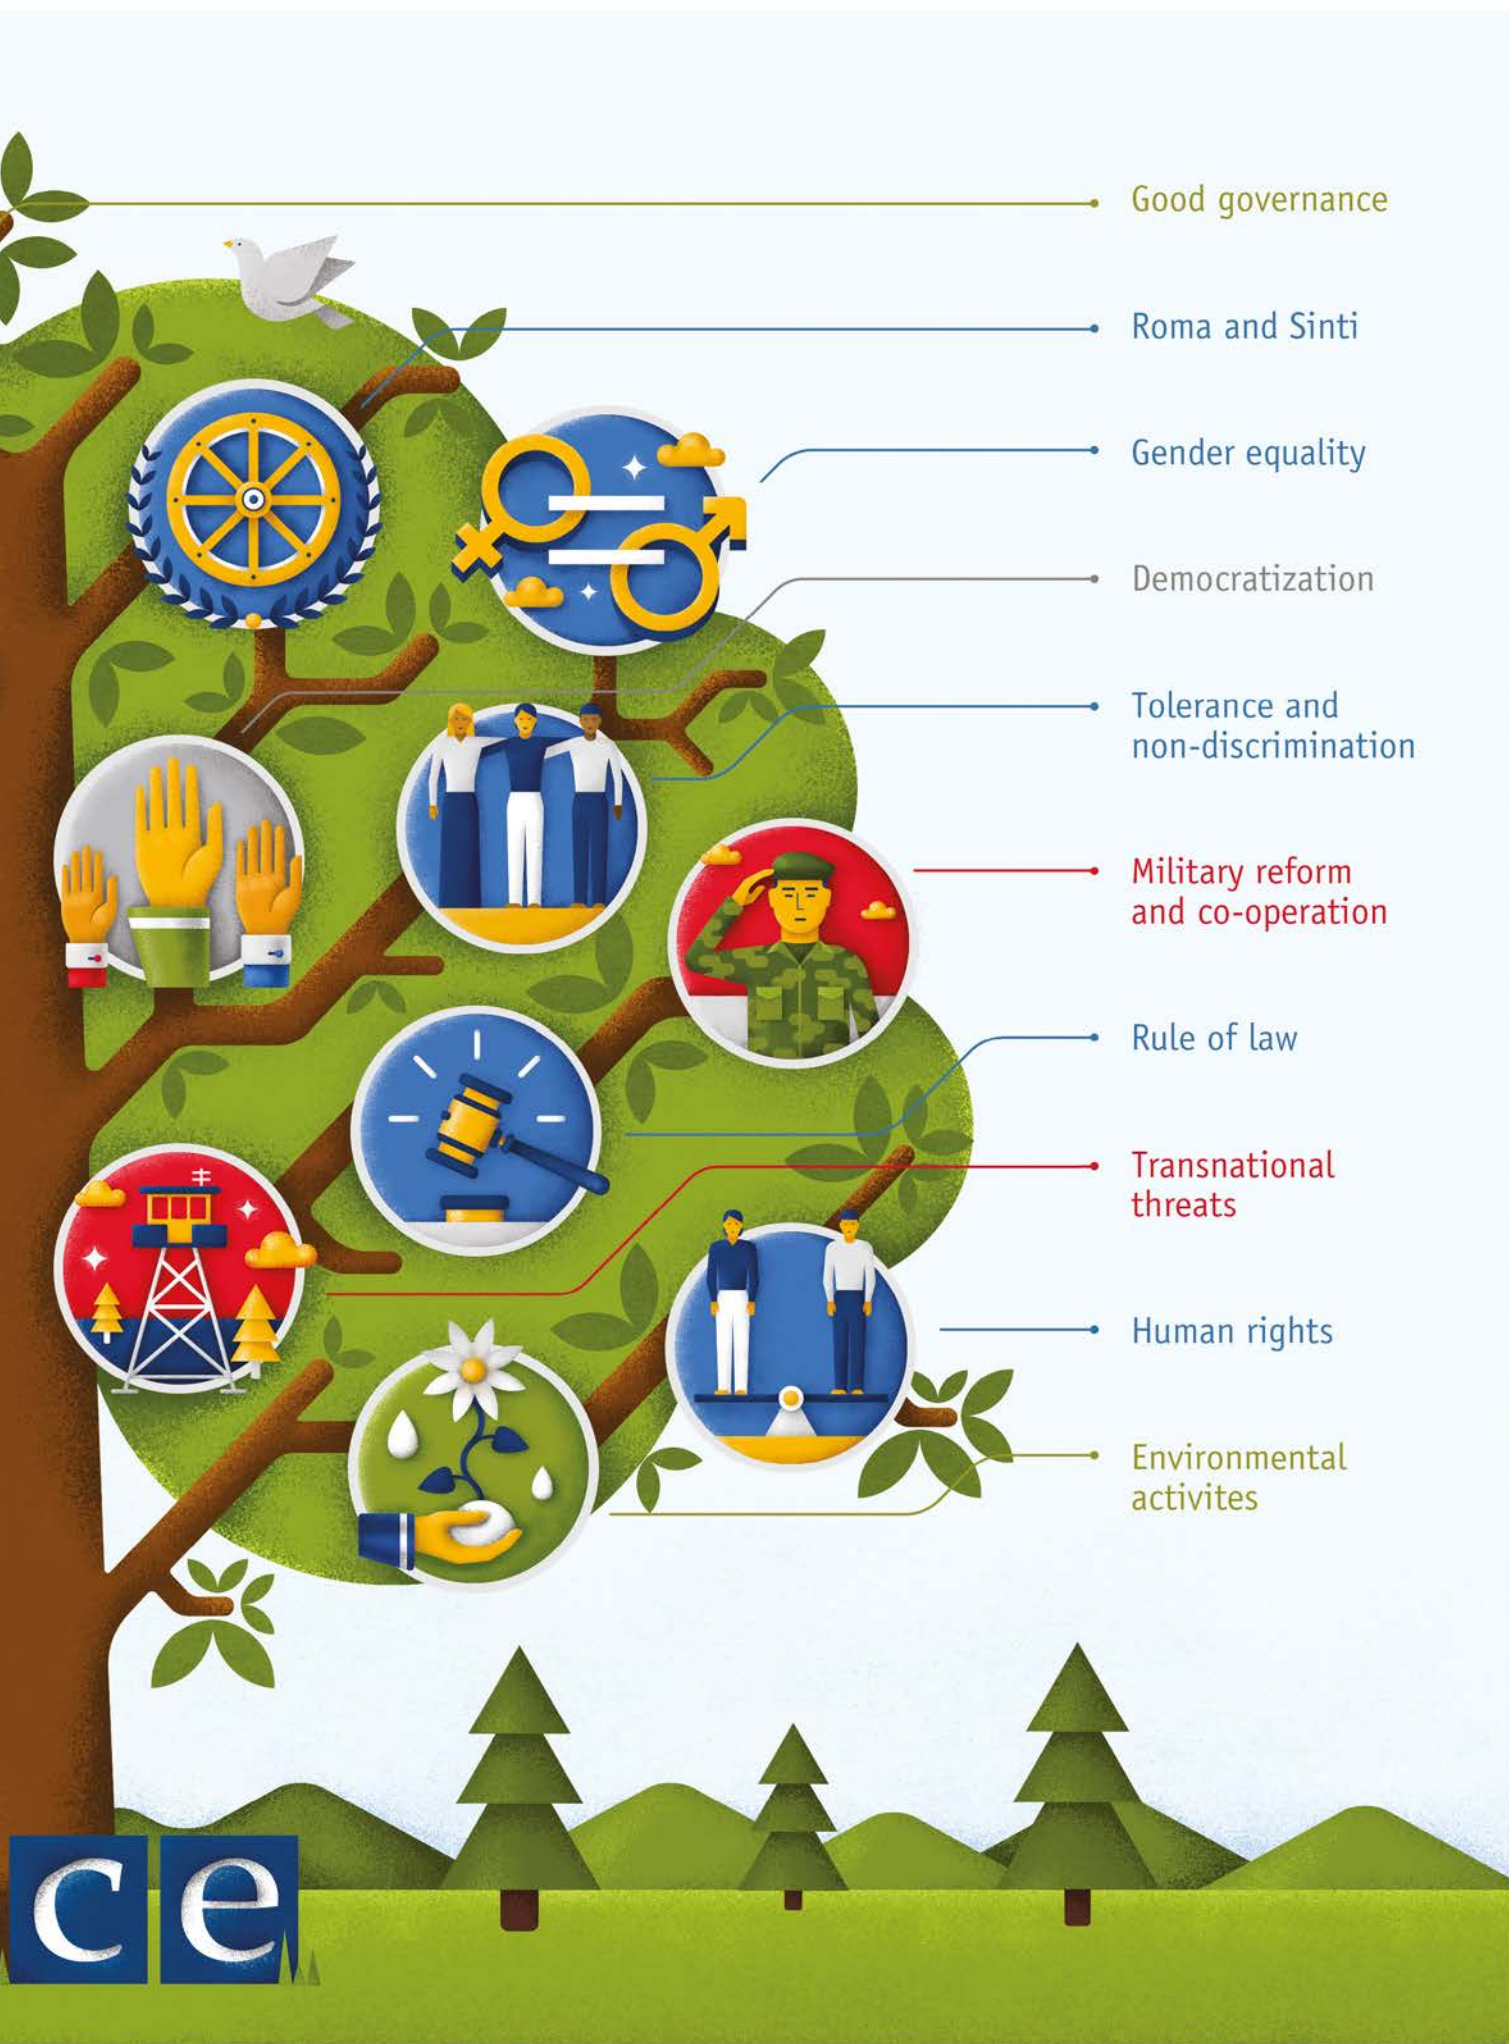 Good governance
Roma and Sinti
Gender equality
Democratization
Tolerance and
non-discrimination
Military reform
and co-operation
Rule of law
Transnational
threats
Human rights
Environmental
activites
ce